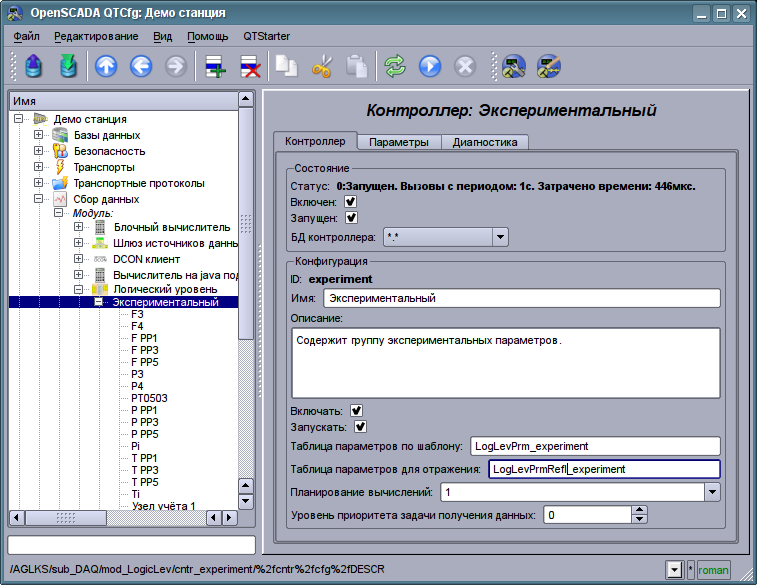 OpenSCADA QTCfg: Демо станция
Файл Редактирование Вид Помощь QTStarter
Имя
Демо станция
Базы данных
Безопасность
Транспорты
Транспортные протоколы
Сбор данных
Модуль:
Блочный вычислитель
Шлюз источников данны
DCON клиент
Вычислитель на java под
Логический уровень
Экспериментальный
F3
F4
F PP1
F PP3
F PP5
P3
P4
PT0503
P PP1
P PP3
P PP5
Pi
T PP1
T PP3
T PP5
Ti
Узел учёта 1
Контроллер: Экспериментальный
Контроллер Параметры Диагностика
Состояние
Статус: 0:Запущен. Вызовы с периодом: 1с. Затрачено времени: 446мкс.
Включен:
Запущен:
БД контроллера: *.*
Конфигурация
ID: experiment
Имя: Экспериментальный
Описание:
Содержит группу экспериментальных параметров.
Включать:
Запускать:
Таблица параметров по шаблону: LogLevPrm_experiment
Таблица параметров для отражения: LogLevPrmRefl_experiment
Планирование вычислений: 1
Уровень приоритета задачи получения данных: 0
/AGLKS/sub_DAQ/mod_LogicLev/cntr_experiment/%2fcntr%2fcfg%2fDESCR
* roman